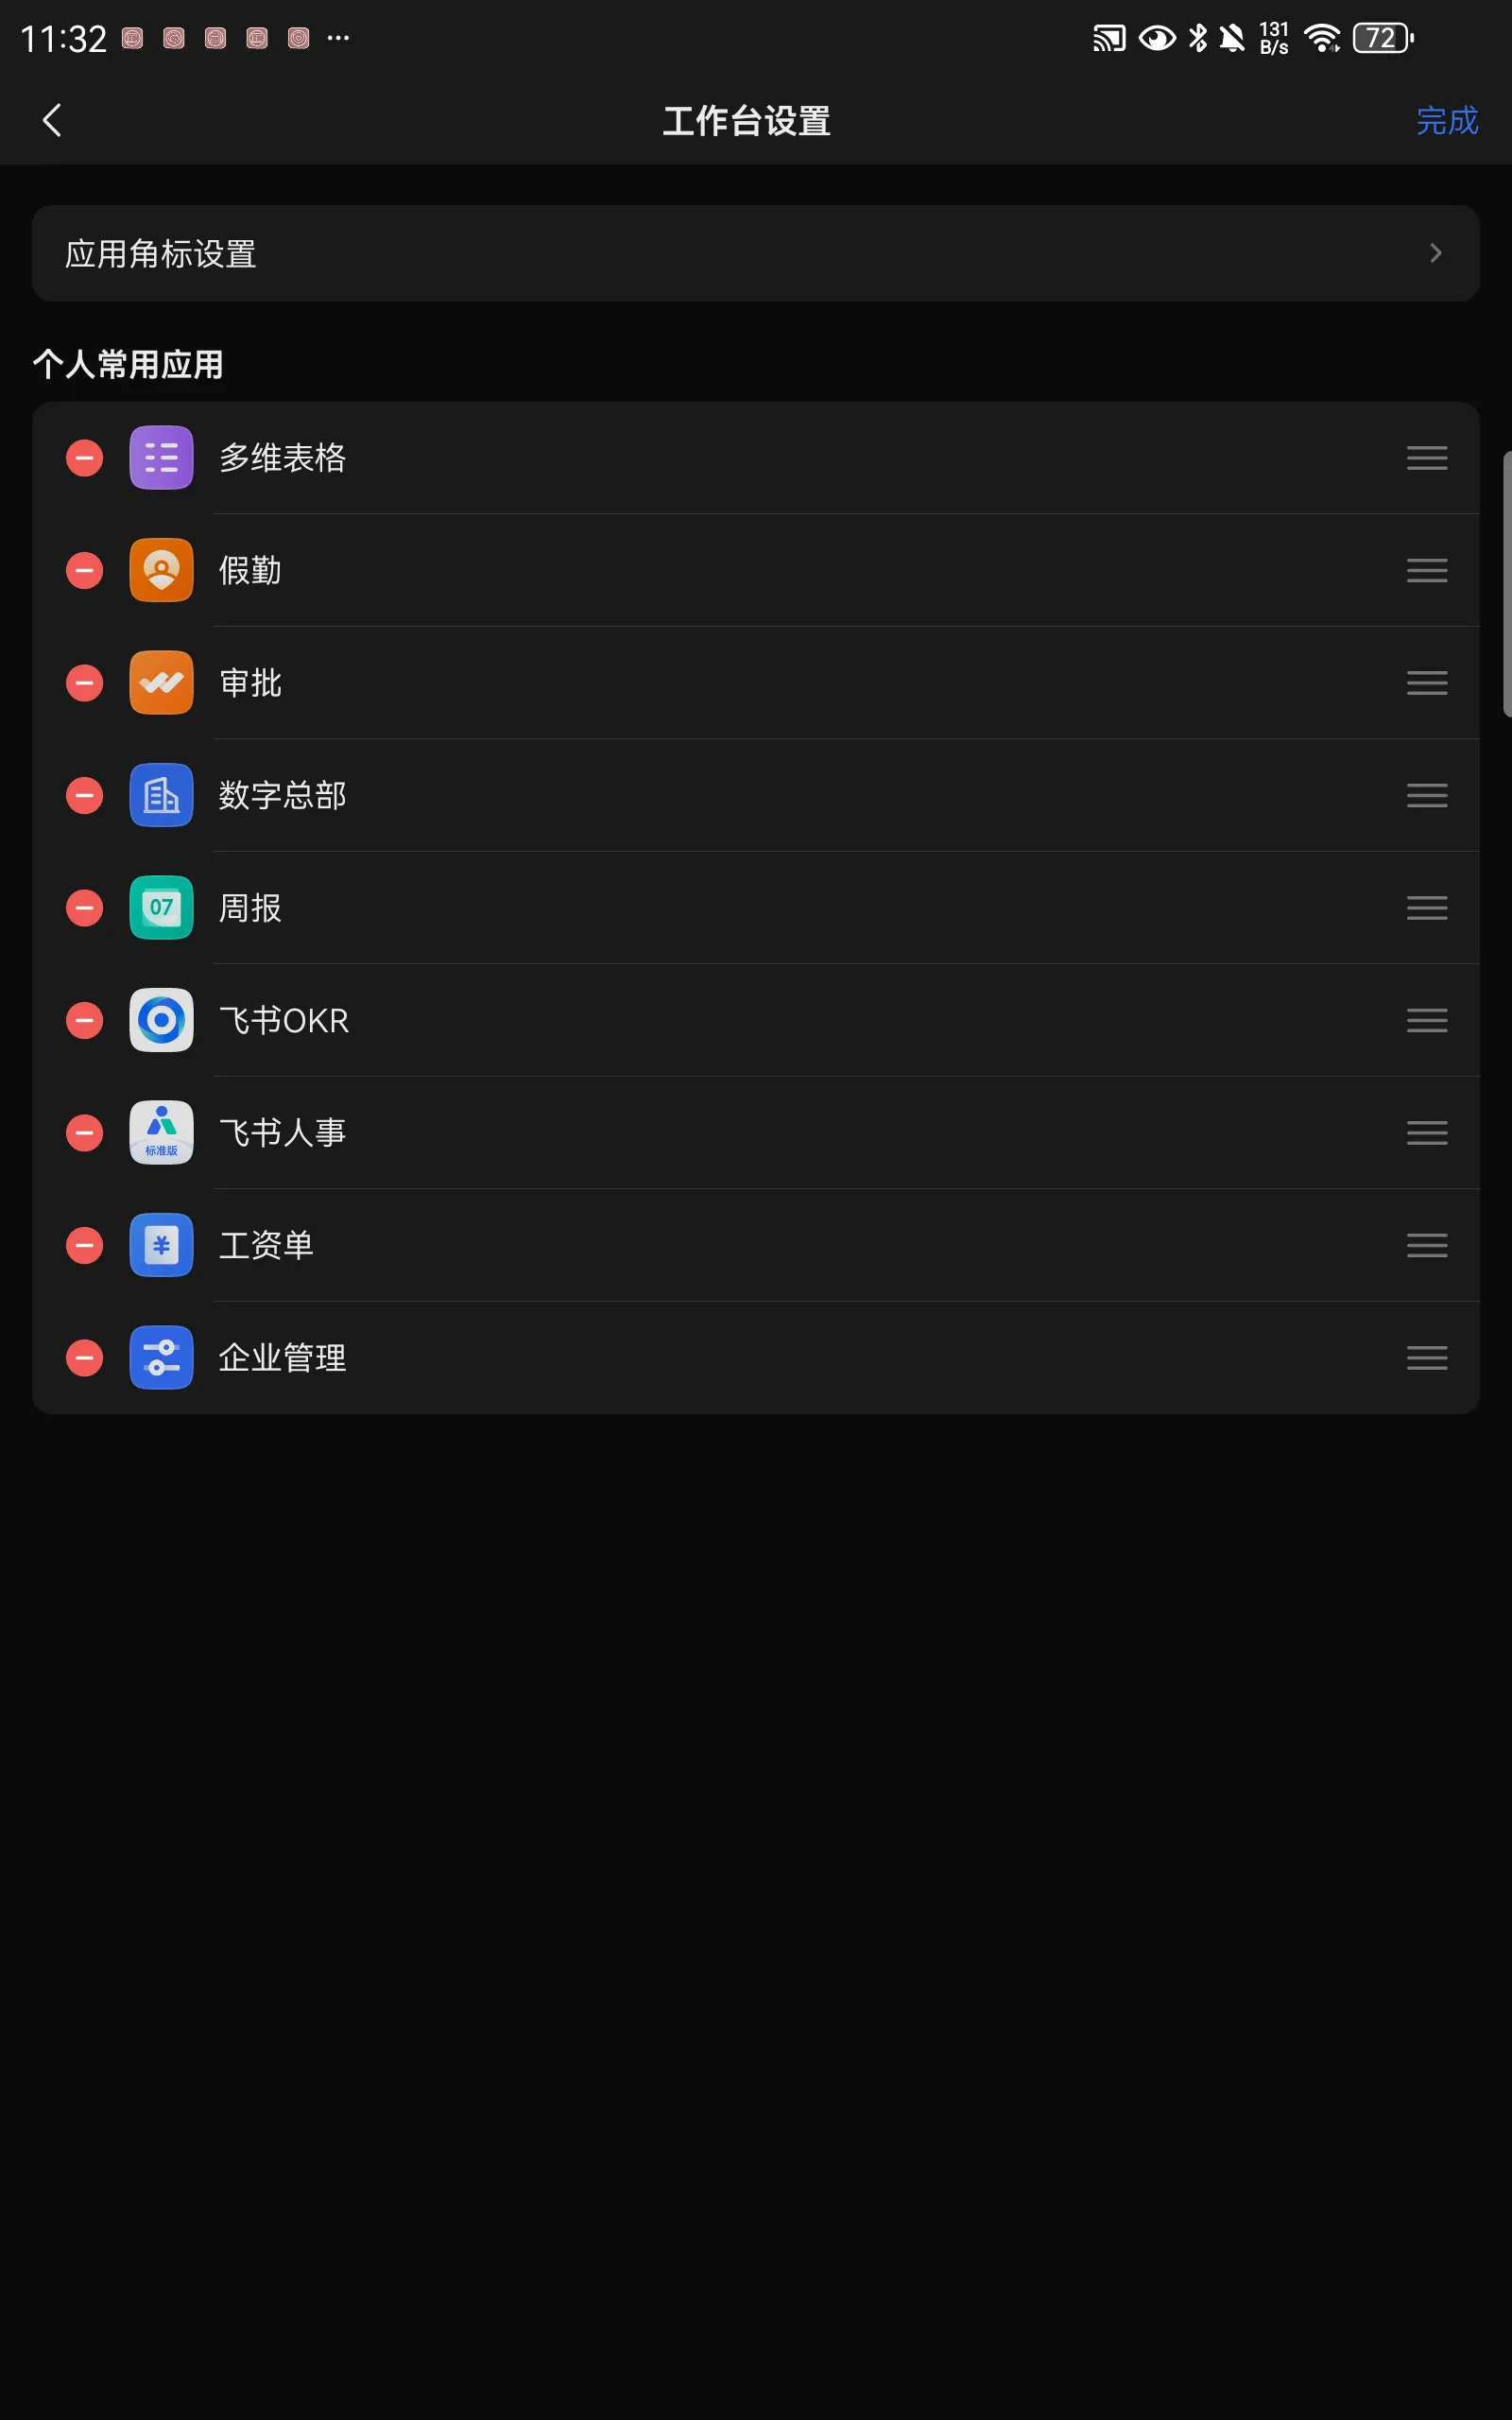 11:32
131
B/s
72
工作台设置
完成
应用角标设置
个人常用应用
多维表格
假勤
审批
数字总部
07
周报
飞书OKR
标准版
飞书人事
¥
工资单
企业管理